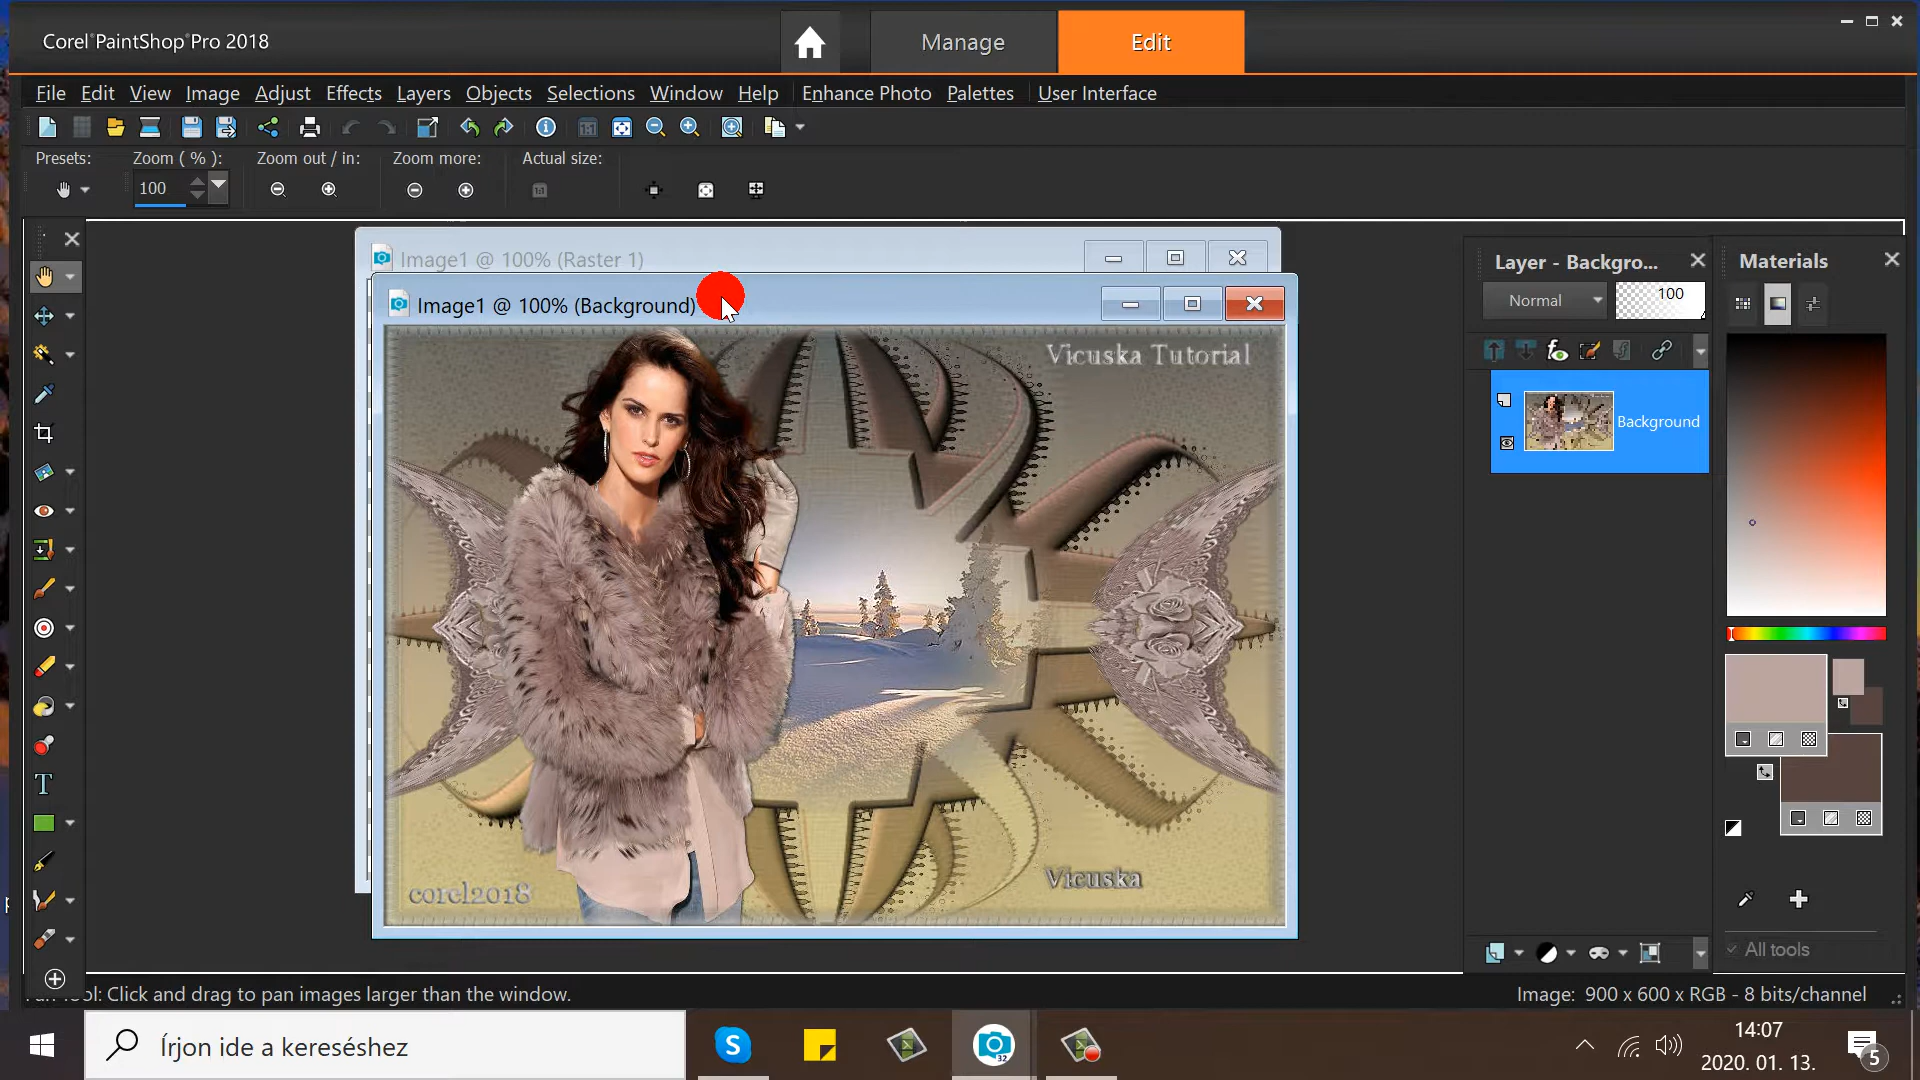 Corel PaintShop Pro 2018
Manage
Edit
File Edit View Image Adjust Effects Layers Objects Selections Window Help Enhance Photo Palettes User Interface
Presets: Zoom ( % ): Zoom out / in: Zoom more: Actual size:
100
Image1 @ 100% (Raster 1)
Image1 @ 100% (Background)
Layer - Backgro...
Materials
Normal
100
Background
Vicuska Tutorial
Vicuska
corel2018
All tools
Tool: Click and drag to pan images larger than the window.
Image: 900 x 600 x RGB - 8 bits/channel
Írjon ide a kereséshez
14:07
2020. 01. 13.
5
32